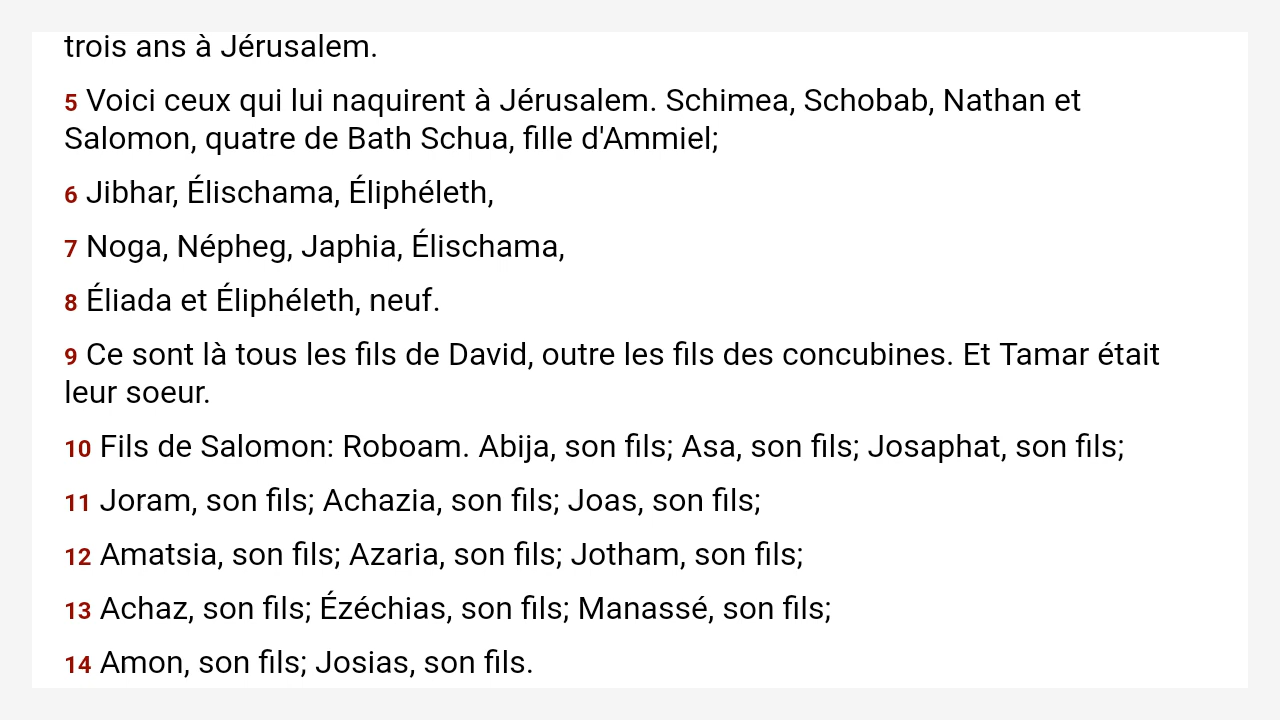 trois ans à Jérusalem.
5 Voici ceux qui lui naquirent à Jérusalem. Schimea, Schobab, Nathan et
Salomon, quatre de Bath Schua, fille d'Ammiel;
6 Jibhar, Élischama, Éliphéleth,
7 Noga, Népheg, Japhia, Élischama,
8 Éliada et Éliphéleth, neuf.
9 Ce sont là tous les fils de David, outre les fils des concubines. Et Tamar était
leur soeur.
10 Fils de Salomon: Roboam. Abija, son fils; Asa, son fils; Josaphat, son fils;
11 Joram, son fils; Achazia, son fils; Joas, son fils;
12 Amatsia, son fils; Azaria, son fils; Jotham, son fils;
13 Achaz, son fils; Ézéchias, son fils; Manassé, son fils;
14 Amon, son fils; Josias, son fils.